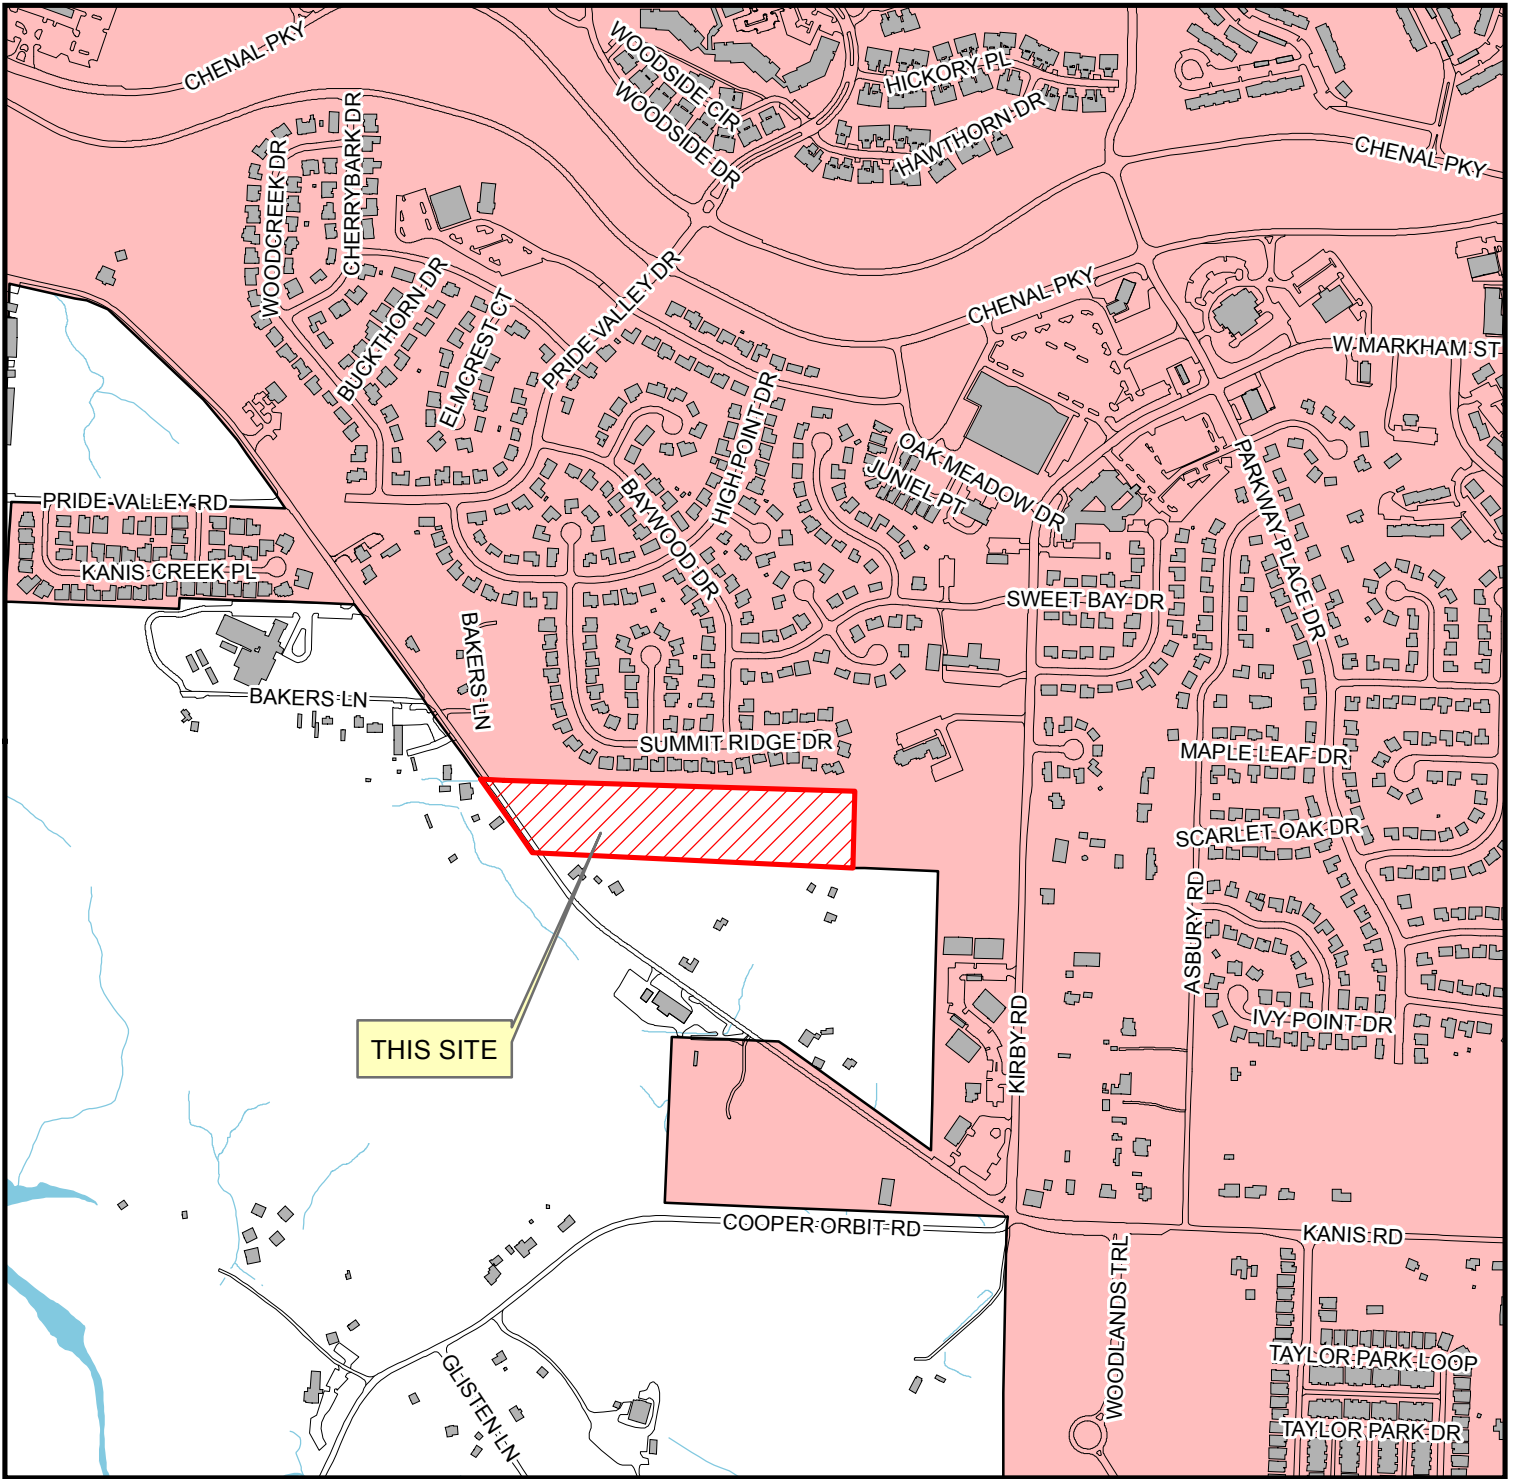 CHENAL PKY
WOODSIDE CIR
WOODSIDE DR
HICKORY PL
HAWTHORN DR
CHENAL PKY
WOODCREEK DR
CHERRYBARK DR
BUCKTHORN DR
ELMCREST CT
PRIDE VALLEY DR
CHENAL PKY
W MARKHAM ST
HIGH POINT DR
OAK MEADOW DR
JUNIEL PT
PARKWAY PLACE DR
PRIDE VALLEY RD
BAYWOOD DR
KANIS CREEK PL
SWEET BAY DR
BAKERS LN
BAKERS LN
SUMMIT RIDGE DR
MAPLE LEAF DR
SCARLET OAK DR
ASBURY RD
IVY POINT DR
KIRBY RD
THIS SITE
COOPER ORBIT RD
KANIS RD
WOODLANDS TRL
GLISTEN LN
TAYLOR PARK LOOP
TAYLOR PARK DR